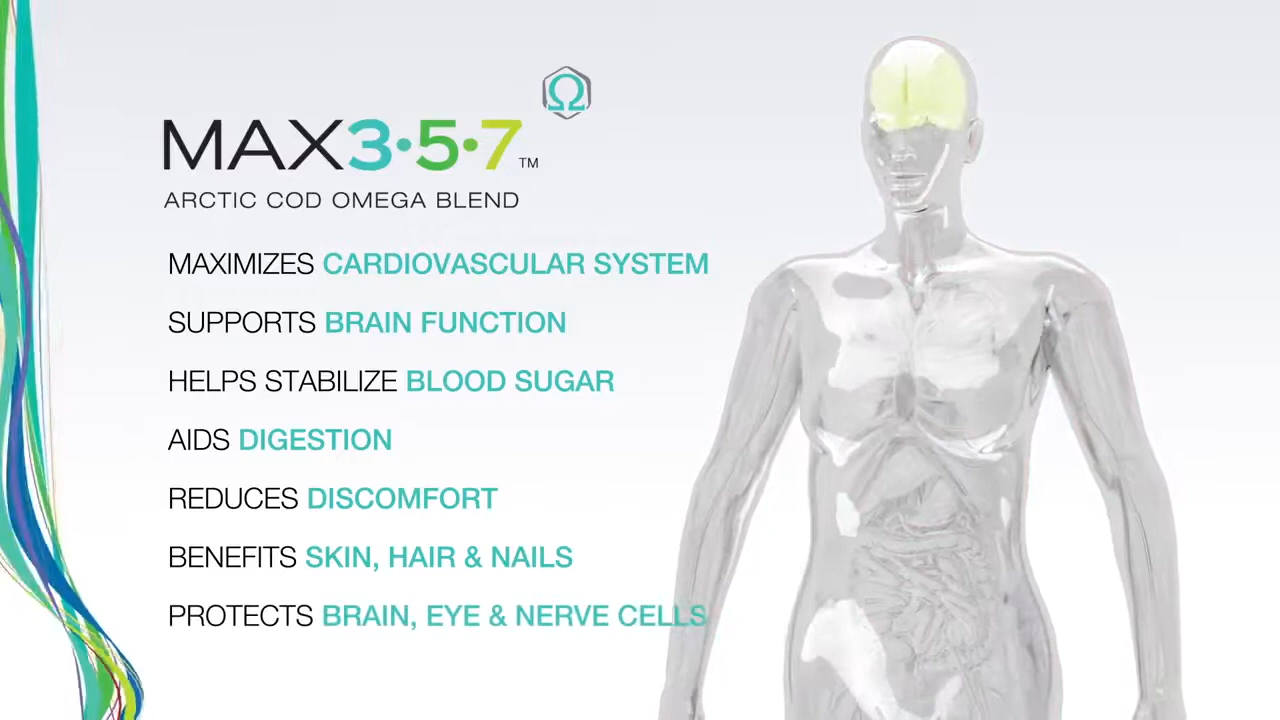 Ω
MAX3•5•7™
ARCTIC COD OMEGA BLEND
MAXIMIZES CARDIOVASCULAR SYSTEM
SUPPORTS BRAIN FUNCTION
HELPS STABILIZE BLOOD SUGAR
AIDS DIGESTION
REDUCES DISCOMFORT
BENEFITS SKIN, HAIR & NAILS
PROTECTS BRAIN, EYE & NERVE CELLS